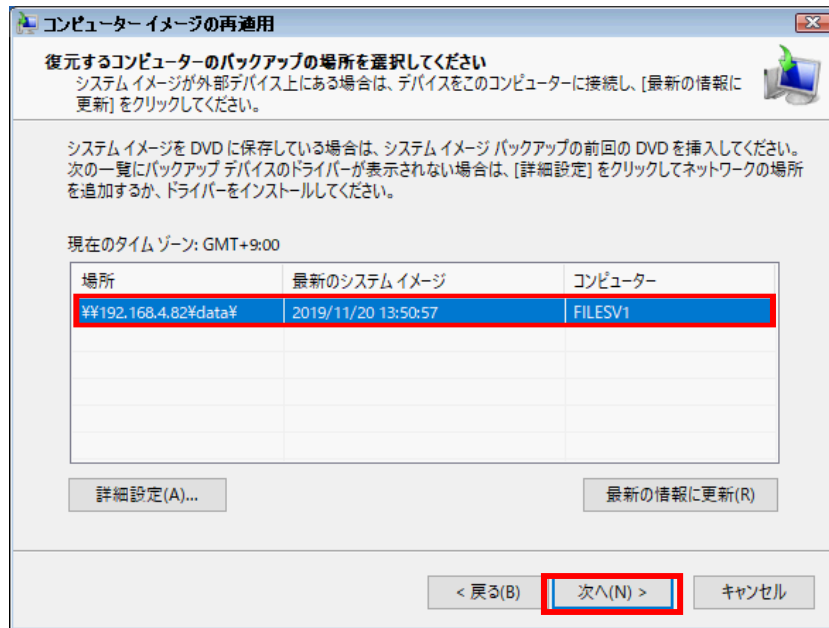 コンピューター イメージの再適用
復元するコンピューターのバックアップの場所を選択してください
システム イメージが外部デバイス上にある場合は、デバイスをこのコンピューターに接続し、[最新の情報に
更新] をクリックしてください。
システム イメージを DVD に保存している場合は、システム イメージ バックアップの前回の DVD を挿入してください。
次の一覧にバックアップ デバイスのドライバーが表示されない場合は、[詳細設定] をクリックしてネットワークの場所
を追加するか、ドライバーをインストールしてください。
現在のタイム ゾーン: GMT+9:00
場所 最新のシステム イメージ コンピューター
¥¥192.168.4.82¥data¥ 2019/11/20 13:50:57 FILESV1
詳細設定(A)... 最新の情報に更新(R)
< 戻る(B) 次へ(N) > キャンセル